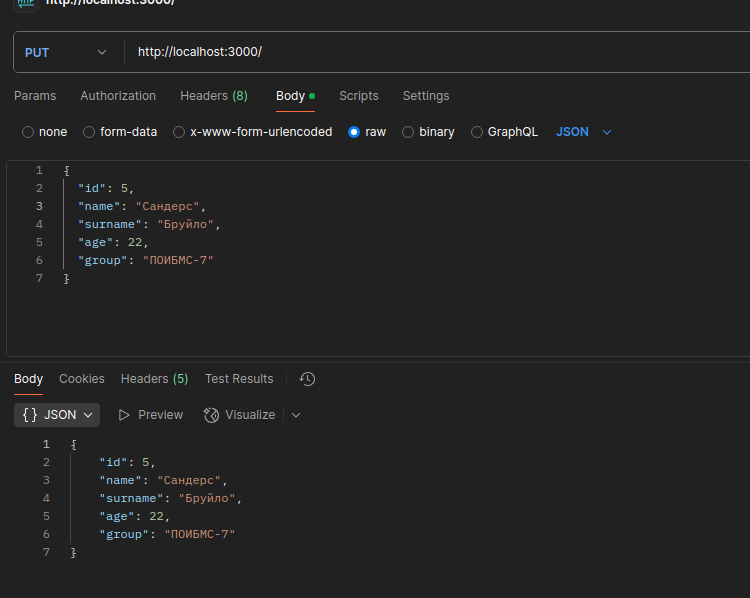 HTTP http://localhost:3000/
PUT http://localhost:3000/
Params Authorization Headers (8) Body Scripts Settings
none form-data x-www-form-urlencoded raw binary GraphQL JSON
1 {
2 "id": 5,
3 "name": "Сандерс",
4 "surname": "Бруйло",
5 "age": 22,
6 "group": "ПОИБМС-7"
7 }
Body Cookies Headers (5) Test Results
{} JSON Preview Visualize
1 {
2 "id": 5,
3 "name": "Сандерс",
4 "surname": "Бруйло",
5 "age": 22,
6 "group": "ПОИБМС-7"
7 }